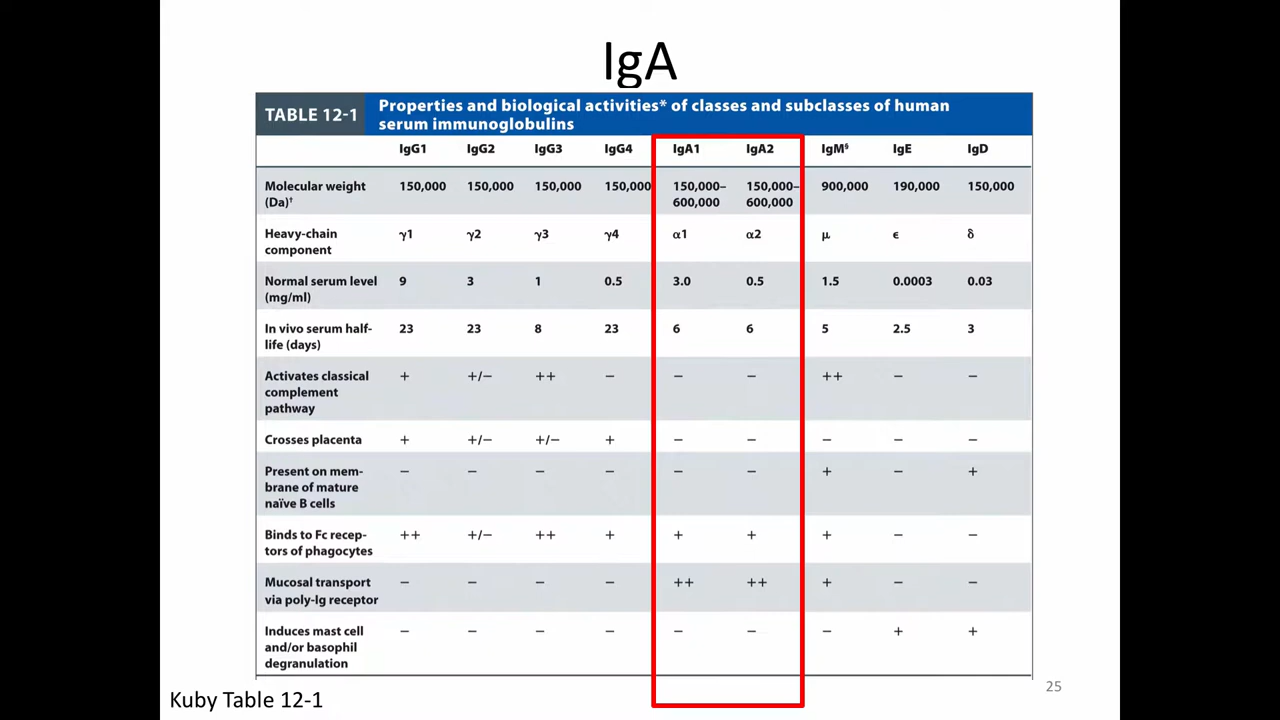 IgA
TABLE 12-1 Properties and biological activities* of classes and subclasses of human
serum immunoglobulins
IgG1 IgG2 IgG3 IgG4 IgA1 IgA2 IgM§ IgE IgD
Molecular weight 150,000 150,000 150,000 150,000 150,000– 150,000– 900,000 190,000 150,000
(Da)† 600,000 600,000
Heavy-chain γ1 γ2 γ3 γ4 α1 α2 μ ϵ δ
component
Normal serum level 9 3 1 0.5 3.0 0.5 1.5 0.0003 0.03
(mg/ml)
In vivo serum half- 23 23 8 23 6 6 5 2.5 3
life (days)
Activates classical + +/− ++ − − − ++ − −
complement
pathway
Crosses placenta + +/− +/− + − − − − −
Present on mem- − − − − − − + − +
brane of mature
naïve B cells
Binds to Fc recep- ++ +/− ++ + + + + − −
tors of phagocytes
Mucosal transport − − − − ++ ++ + − −
via poly-Ig receptor
Induces mast cell − − − − − − − + +
and/or basophil
degranulation
Kuby Table 12-1
25